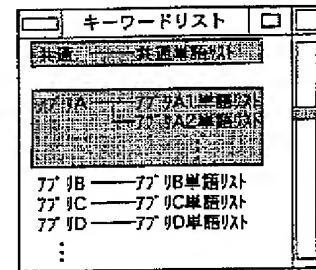 キーワードリスト
共通 ── 共通単語リスト
アプリA ── アプリA1単語リスト
アプリA2単語リスト
⋮
アプリB ── アプリB単語リスト
アプリC ── アプリC単語リスト
アプリD ── アプリD単語リスト
⋮